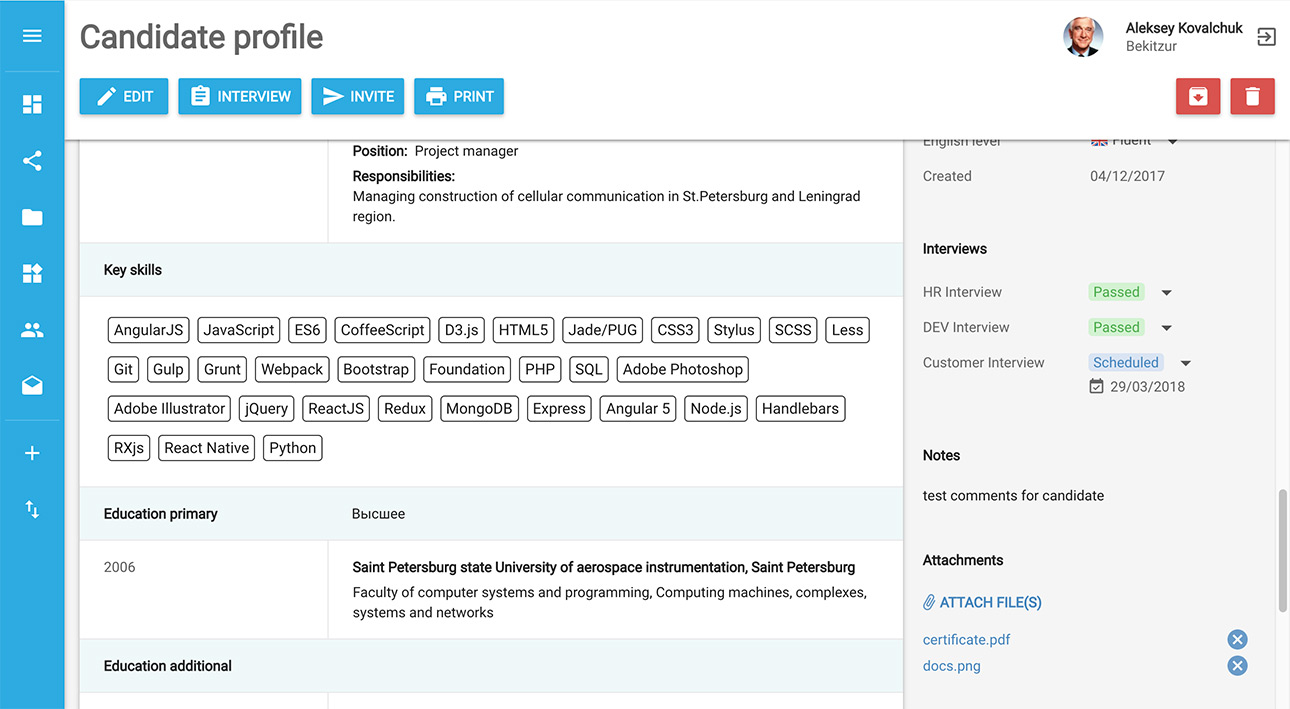 Candidate profile
Aleksey Kovalchuk
Bekitzur
EDIT
INTERVIEW
INVITE
PRINT
Position: Project manager
Responsibilities:
Managing construction of cellular communication in St.Petersburg and Leningrad
region.
Key skills
AngularJS JavaScript ES6 CoffeeScript D3.js HTML5 Jade/PUG CSS3 Stylus SCSS Less
Git Gulp Grunt Webpack Bootstrap Foundation PHP SQL Adobe Photoshop
Adobe Illustrator jQuery ReactJS Redux MongoDB Express Angular 5 Node.js Handlebars
RXjs React Native Python
Education primary Высшее
2006
Saint Petersburg state University of aerospace instrumentation, Saint Petersburg
Faculty of computer systems and programming, Computing machines, complexes,
systems and networks
Education additional
English level Fluent
Created 04/12/2017
Interviews
HR Interview Passed
DEV Interview Passed
Customer Interview Scheduled
29/03/2018
Notes
test comments for candidate
Attachments
ATTACH FILE(S)
certificate.pdf
docs.png